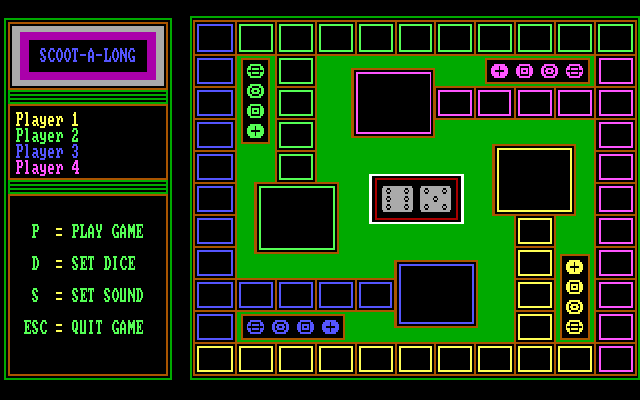 SCOOT-A-LONG
Player 1
Player 2
Player 3
Player 4
P = PLAY GAME
D = SET DICE
S = SET SOUND
ESC = QUIT GAME